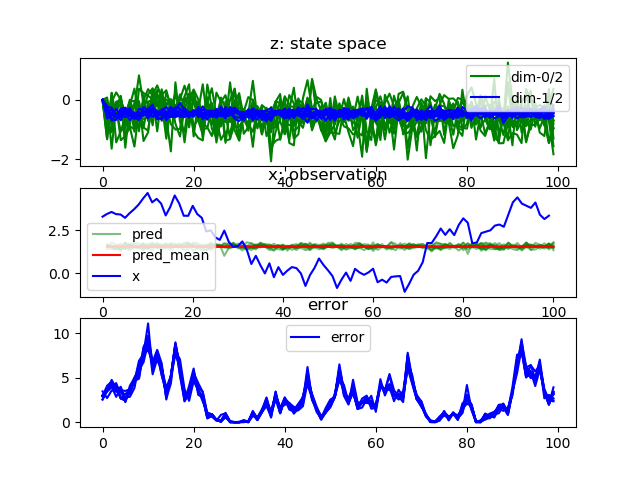 z: state space
0
−2
dim-0/2
dim-1/2
0 20 40 60 80 100
x: observation
2.5
0.0
pred
pred_mean
x
0 20 40 60 80 100
error
10
5
0
error
0 20 40 60 80 100